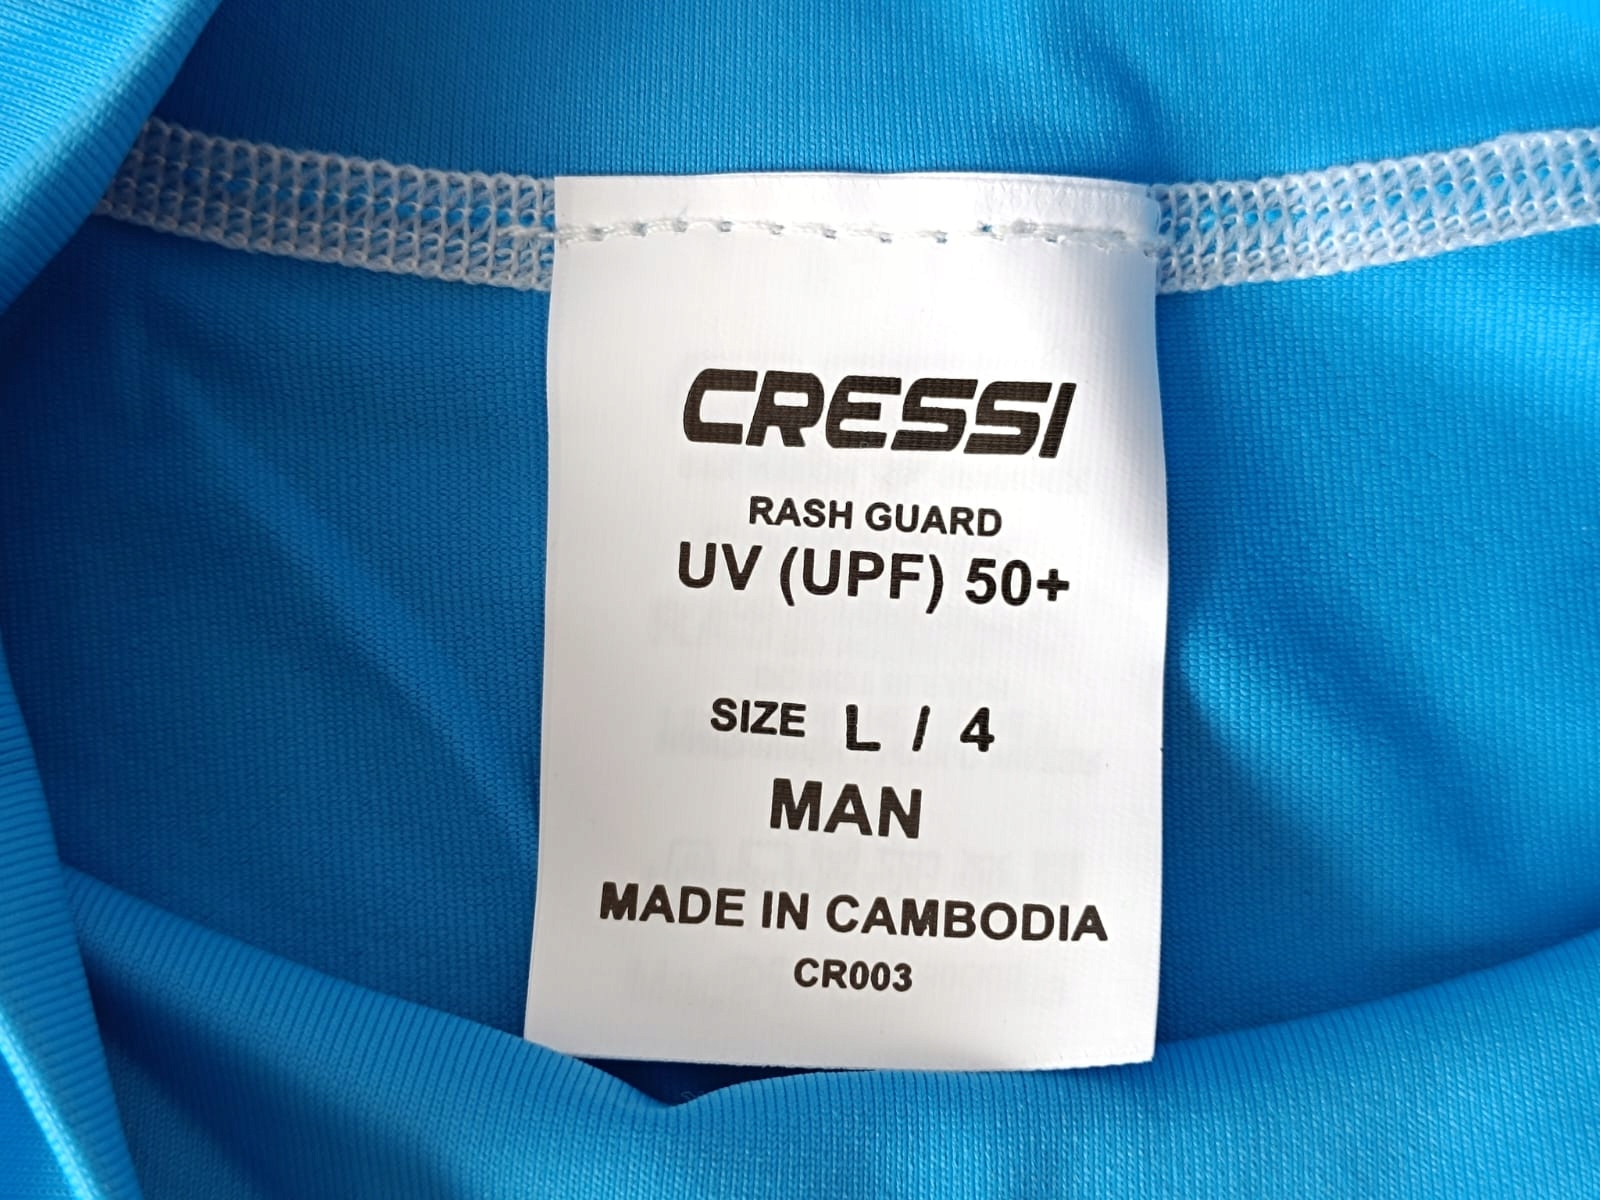 CRESSI
RASH GUARD
UV (UPF) 50+
SIZE L / 4
MAN
MADE IN CAMBODIA
CR003